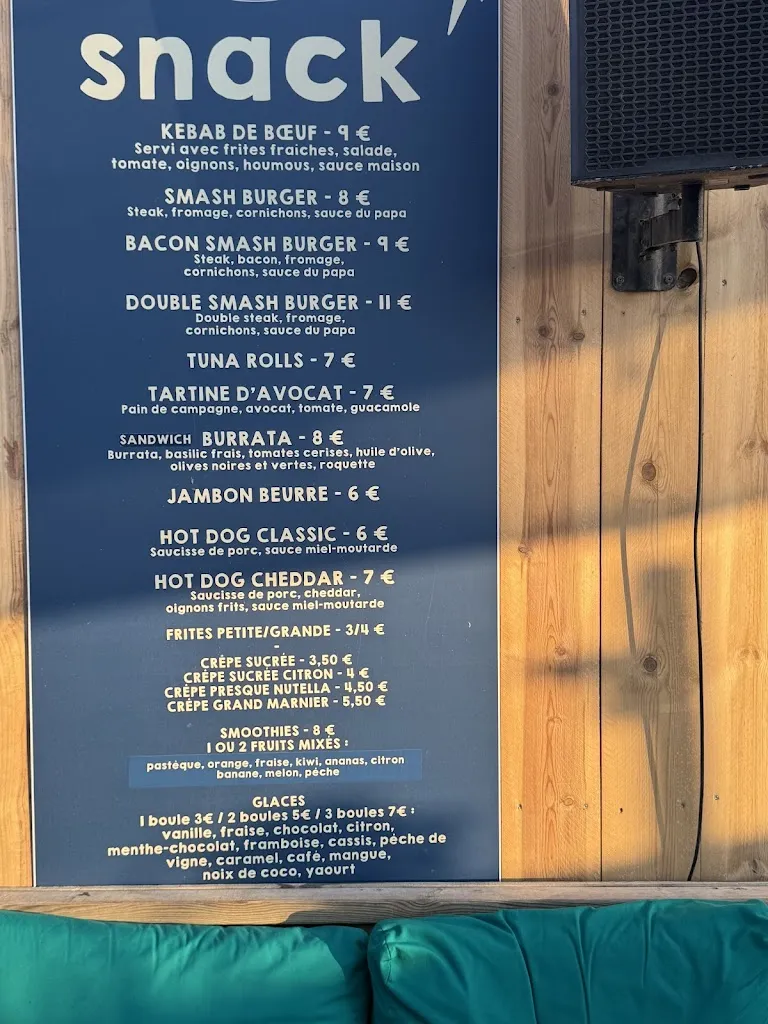 snack
KEBAB DE BŒUF - 9 €
Servi avec frites fraiches, salade,
tomate, oignons, houmous, sauce maison
SMASH BURGER - 8 €
Steak, fromage, cornichons, sauce du papa
BACON SMASH BURGER - 9 €
Steak, bacon, fromage,
cornichons, sauce du papa
DOUBLE SMASH BURGER - 11 €
Double steak, fromage,
cornichons, sauce du papa
TUNA ROLLS - 7 €
TARTINE D'AVOCAT - 7 €
Pain de campagne, avocat, tomate, guacamole
SANDWICH BURRATA - 8 €
Burrata, basilic frais, tomates cerises, huile d'olive,
olives noires et vertes, roquette
JAMBON BEURRE - 6 €
HOT DOG CLASSIC - 6 €
Saucisse de porc, sauce miel-moutarde
HOT DOG CHEDDAR - 7 €
Saucisse de porc, cheddar,
oignons frits, sauce miel-moutarde
FRITES PETITE/GRANDE - 3/4 €
-
CRÊPE SUCRÉE - 3,50 €
CRÊPE SUCRÉE CITRON - 4 €
CRÊPE PRESQUE NUTELLA - 4,50 €
CRÊPE GRAND MARNIER - 5,50 €
SMOOTHIES - 8 €
1 OU 2 FRUITS MIXÉS :
pastèque, orange, fraise, kiwi, ananas, citron
banane, melon, pêche
GLACES
1 boule 3€ / 2 boules 5€ / 3 boules 7€ :
vanille, fraise, chocolat, citron,
menthe-chocolat, framboise, cassis, pêche de
vigne, caramel, café, mangue,
noix de coco, yaourt